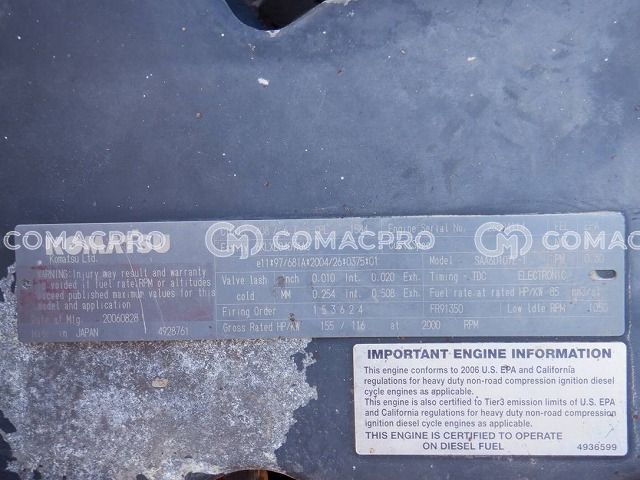 COMACPRO COMACPRO COMACPRO
KOMATSU
Komatsu Ltd.
WARNING:Injury may result and warranty
is voided if fuel rate,RPM or altitudes
exceed published maximum values for this
model and application
Date of Mfg. 20060828
Made in JAPAN 4928761
Engine Serial No.
e11*97/68IA*2004/26*0375*01
Model-
Valve lash Inch 0.010 Int. 0.020 Exh. Timing - TDC ELECTRONIC
cold MM 0.254 Int. 0.508 Exh. Fuel rate at rated HP/KW 85
Firing Order 1 5 3 6 2 4 FR91350 Low Idle RPM 1050
Gross Rated HP/KW 155 / 116 at 2000 RPM
IMPORTANT ENGINE INFORMATION
This engine conforms to 2006 U.S. EPA and California
regulations for heavy duty non-road compression ignition diesel
cycle engines as applicable.
This engine is also certified to Tier3 emission limits of U.S. EPA
and California regulations for heavy duty non-road compression
ignition diesel cycle engines as applicable.
THIS ENGINE IS CERTIFIED TO OPERATE
ON DIESEL FUEL 4936599
COMACPRO COMACPRO COMACPRO